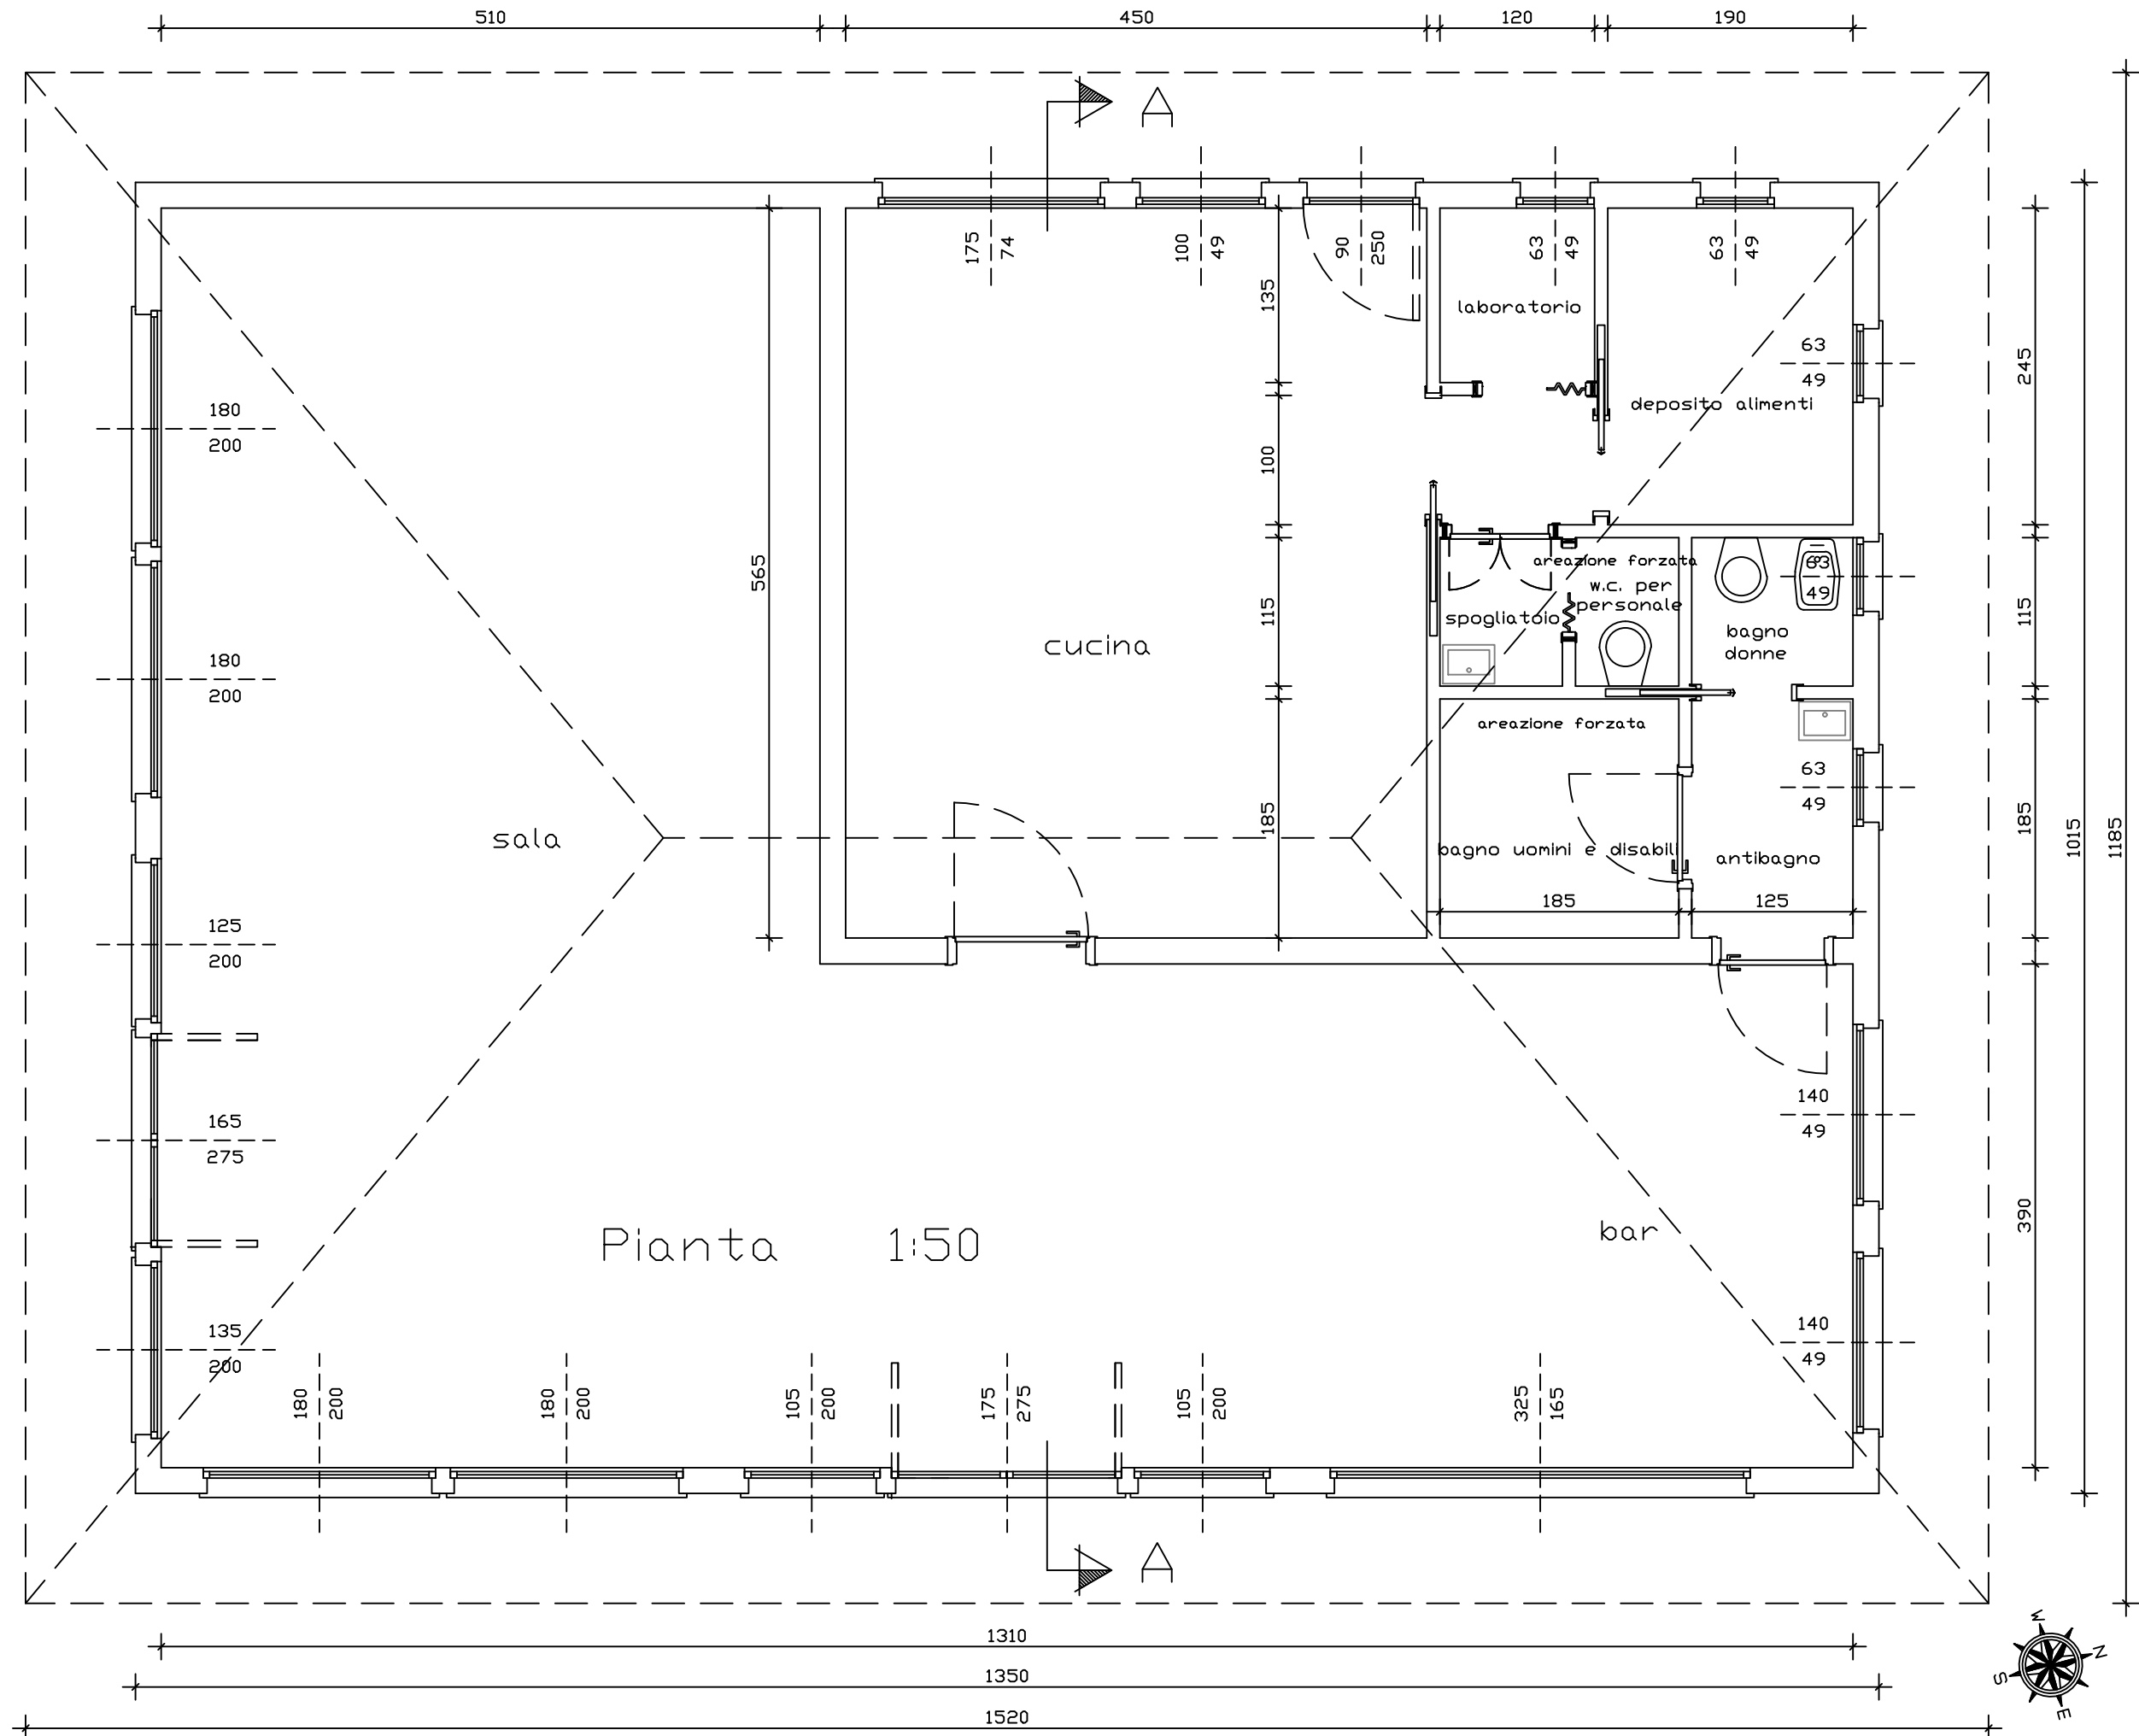 510
450
120
190
A
175
74
100
49
90
250
63
49
63
49
135
laboratorio
63
49
245
deposito alimenti
180
200
100
565
areazione forzata
63
49
w.c. per
personale
115
spogliatoio
115
bagno
donne
cucina
180
200
areazione forzata
63
49
185
185
sala
bagno uomini e disabili
antibagno
1015
1185
185
125
125
200
165
275
140
49
390
bar
Pianta 1:50
135
200
140
49
180
200
180
200
105
200
175
275
105
200
325
165
A
1310
1350
1520
W
N
S
E